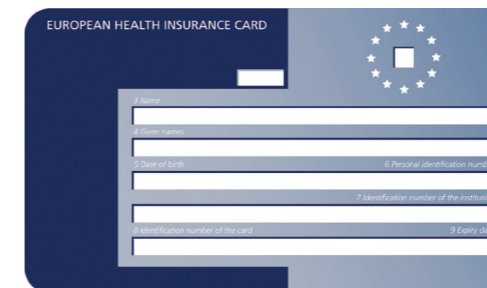 EUROPEAN HEALTH INSURANCE CARD
3 Name
4 Given names
5 Date of birth 6 Personal identification numb
7 Identification number of the instituti
8 Identification number of the card 9 Expiry da